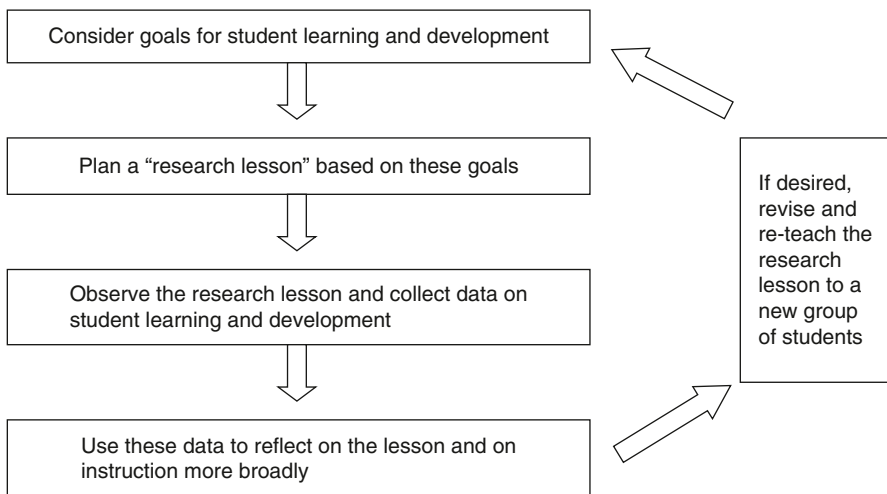 Consider goals for student learning and development
Plan a “research lesson” based on these goals
Observe the research lesson and collect data on
student learning and development
Use these data to reflect on the lesson and on
instruction more broadly
If desired,
revise and
re-teach the
research
lesson to a
new group
of students